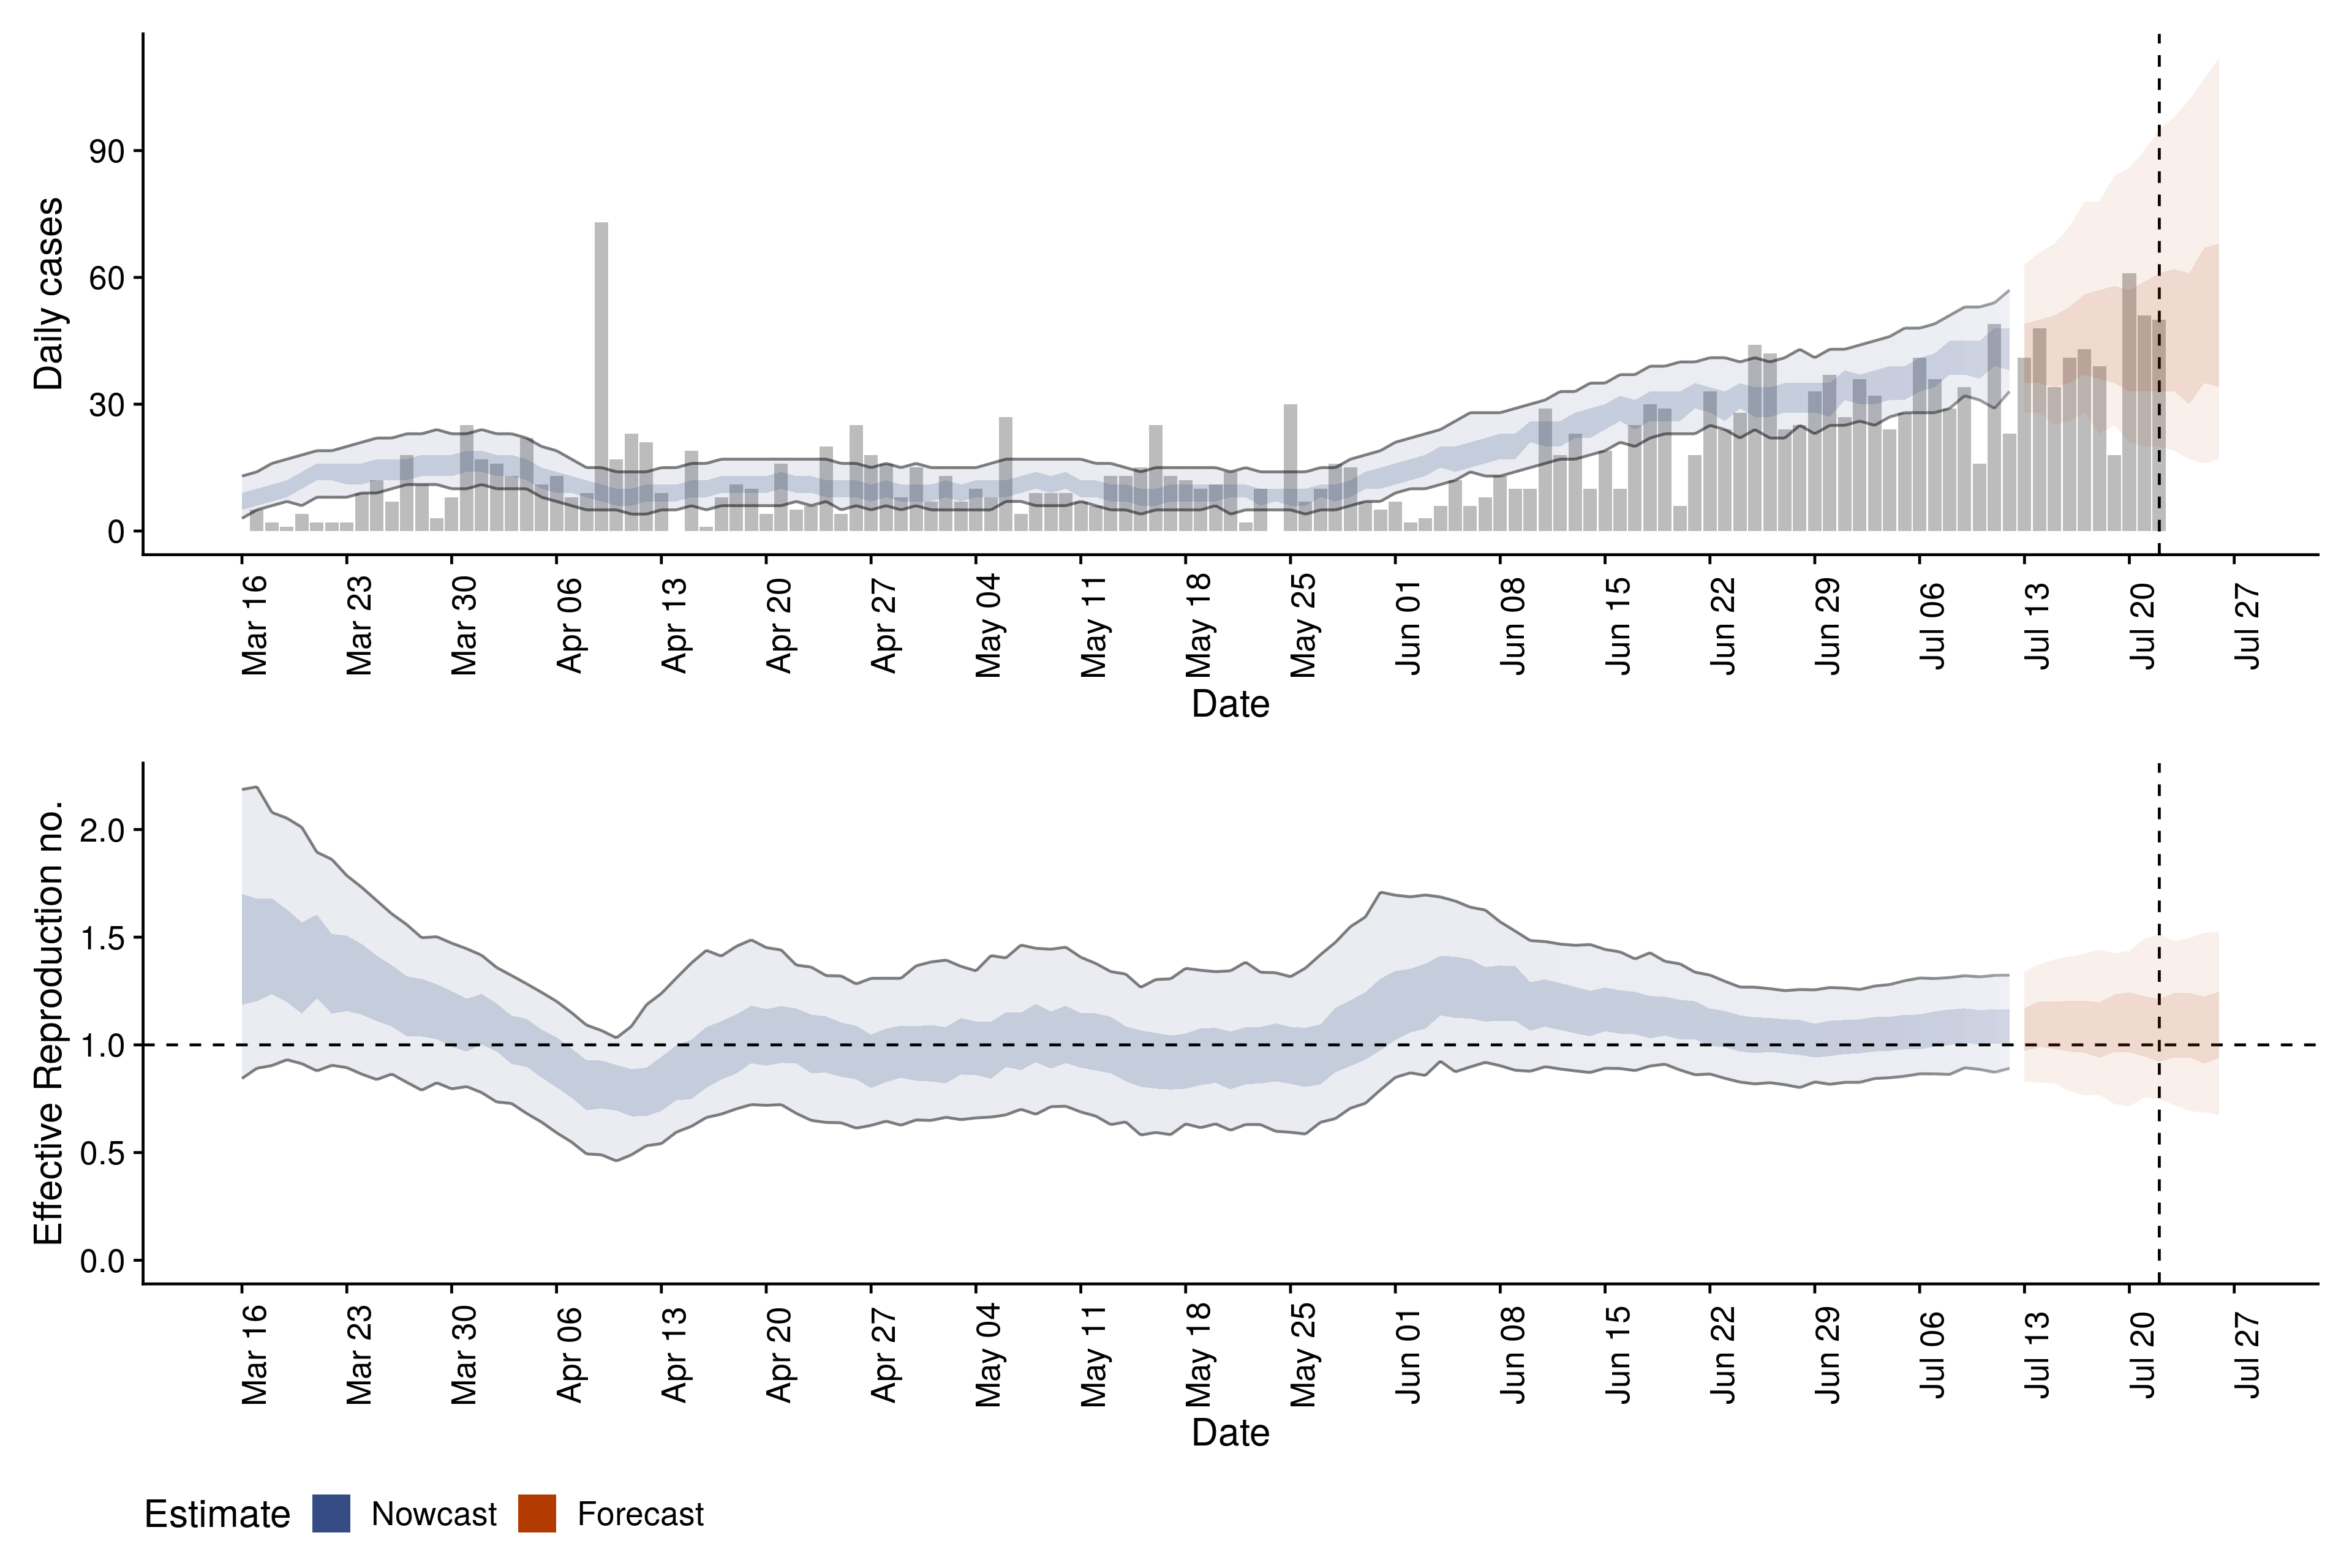 Daily cases
90
60
30
0
Mar 16
Mar 23
Mar 30
Apr 06
Apr 13
Apr 20
Apr 27
May 04
May 11
May 18
May 25
Jun 01
Jun 08
Jun 15
Jun 22
Jun 29
Jul 06
Jul 13
Jul 20
Jul 27
Date
Effective Reproduction no.
2.0
1.5
1.0
0.5
0.0
Mar 16
Mar 23
Mar 30
Apr 06
Apr 13
Apr 20
Apr 27
May 04
May 11
May 18
May 25
Jun 01
Jun 08
Jun 15
Jun 22
Jun 29
Jul 06
Jul 13
Jul 20
Jul 27
Date
Estimate Nowcast Forecast